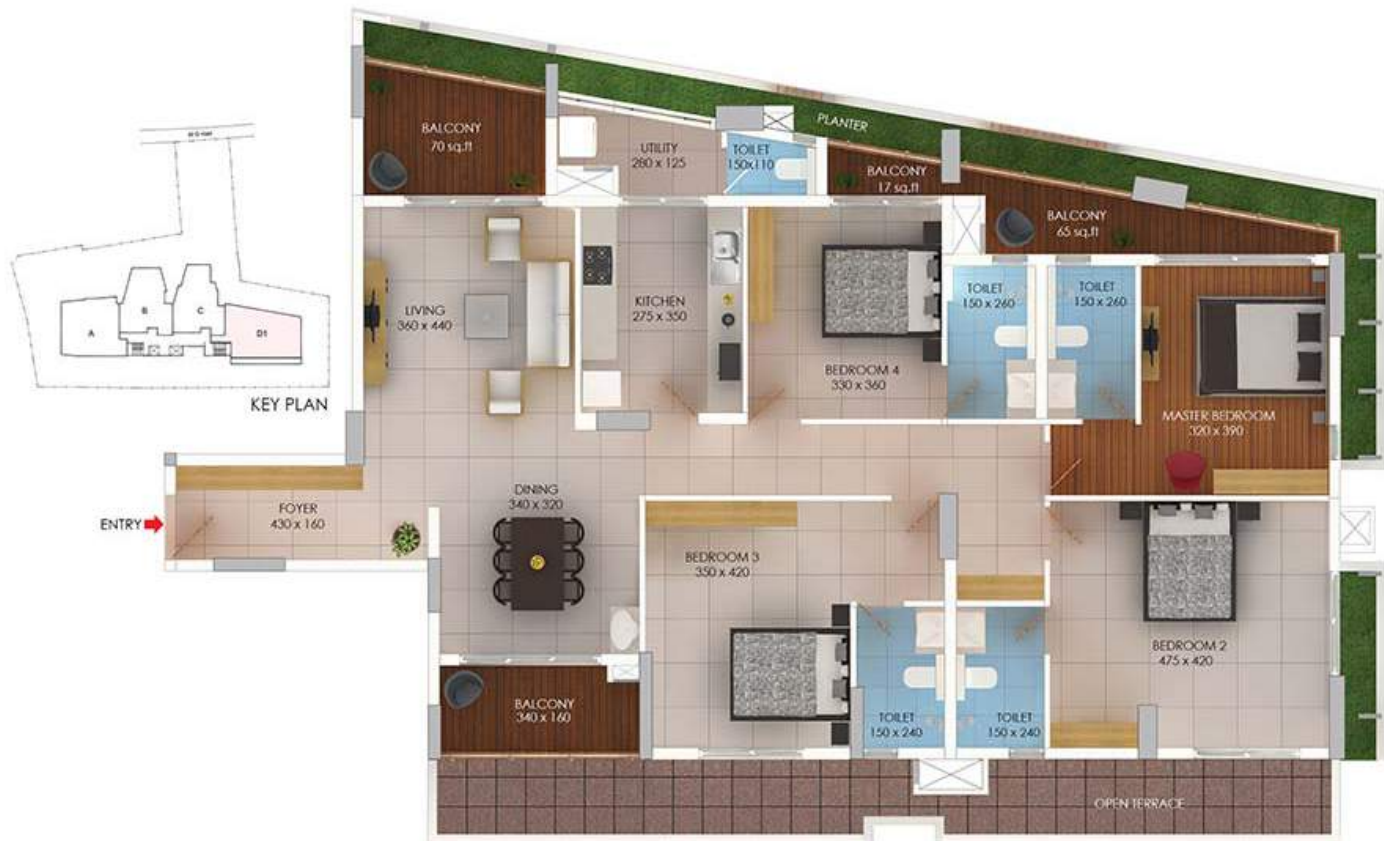 BALCONY
70 sq.ft
UTILITY
280 x 125
TOILET
150x110
PLANTER
BALCONY
17 sq.ft
BALCONY
65 sq.ft
A
B
C
D1
KEY PLAN
LIVING
360 x 440
KITCHEN
275 x 350
BEDROOM 4
330 x 360
TOILET
150 x 260
TOILET
150 x 260
MASTER BEDROOM
320 x 390
ENTRY
FOYER
430 x 160
DINING
340 x 320
BEDROOM 3
350 x 420
BEDROOM 2
475 x 420
BALCONY
340 x 160
TOILET
150 x 240
TOILET
150 x 240
OPEN TERRACE